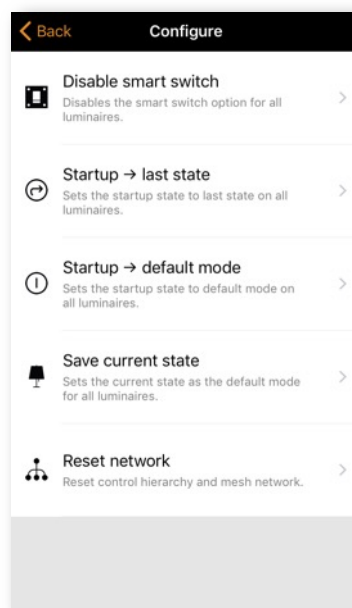 Back
Configure
Disable smart switch
Disables the smart switch option for all
luminaires.
Startup → last state
Sets the startup state to last state on all
luminaires.
Startup → default mode
Sets the startup state to default mode on
all luminaires.
Save current state
Sets the current state as the default mode
for all luminaires.
Reset network
Reset control hierarchy and mesh network.